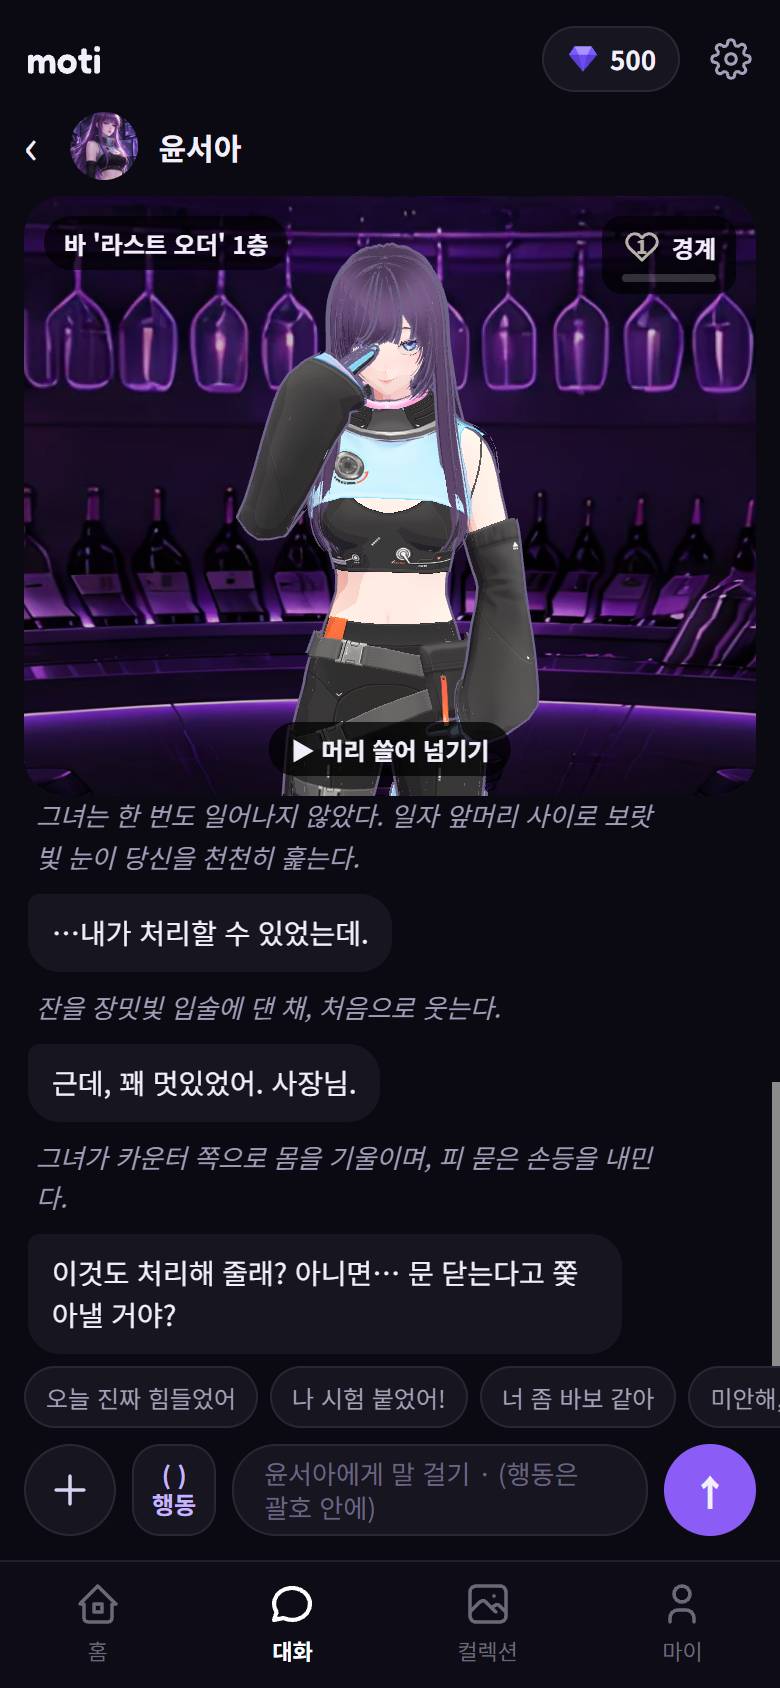 moti
500
윤서아
바 '라스트 오더' 1층
1 경계
▶ 머리 쓸어 넘기기
그녀는 한 번도 일어나지 않았다. 일자 앞머리 사이로 보랏
빛 눈이 당신을 천천히 훑는다.
…내가 처리할 수 있었는데.
잔을 장밋빛 입술에 댄 채, 처음으로 웃는다.
근데, 꽤 멋있었어. 사장님.
그녀가 카운터 쪽으로 몸을 기울이며, 피 묻은 손등을 내민
다.
이것도 처리해 줄래? 아니면… 문 닫는다고 쫓
아낼 거야?
오늘 진짜 힘들었어
나 시험 붙었어!
너 좀 바보 같아
미안해,
( )
행동
윤서아에게 말 걸기 · (행동은
괄호 안에)
홈
대화
컬렉션
마이